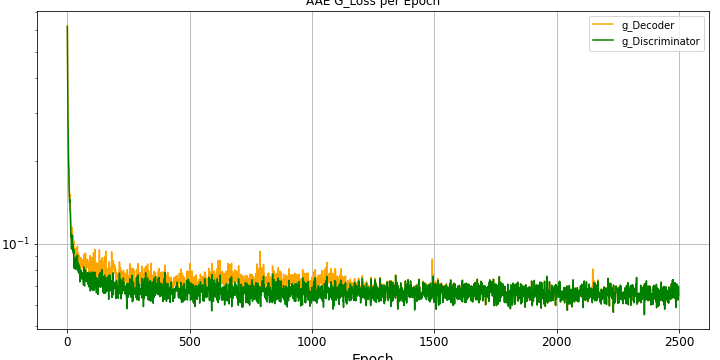 AAE G_Loss per Epoch
g_Decoder
g_Discriminator
10⁻¹
0 500 1000 1500 2000 2500
Epoch